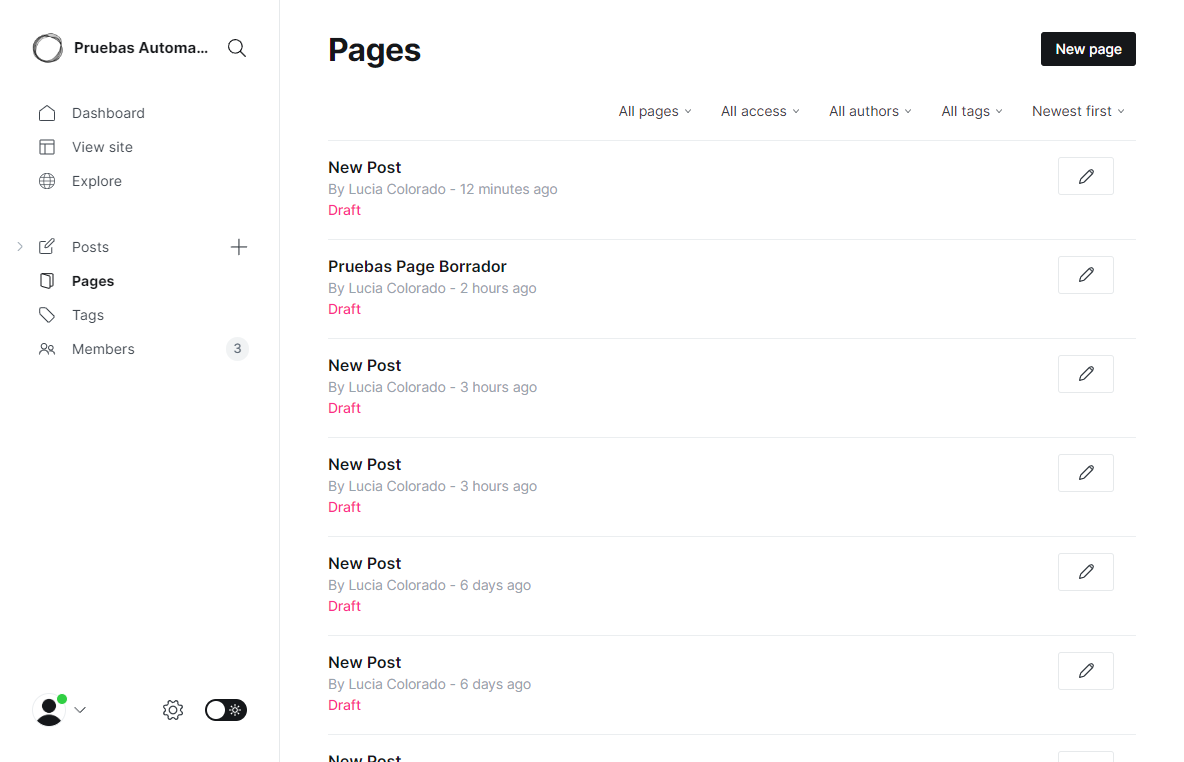 Pruebas Automa...
Dashboard
View site
Explore
Posts
Pages
Tags
Members 3
Pages
New page
All pages All access All authors All tags Newest first
New Post
By Lucia Colorado - 12 minutes ago
Draft
Pruebas Page Borrador
By Lucia Colorado - 2 hours ago
Draft
New Post
By Lucia Colorado - 3 hours ago
Draft
New Post
By Lucia Colorado - 3 hours ago
Draft
New Post
By Lucia Colorado - 6 days ago
Draft
New Post
By Lucia Colorado - 6 days ago
Draft
New Post